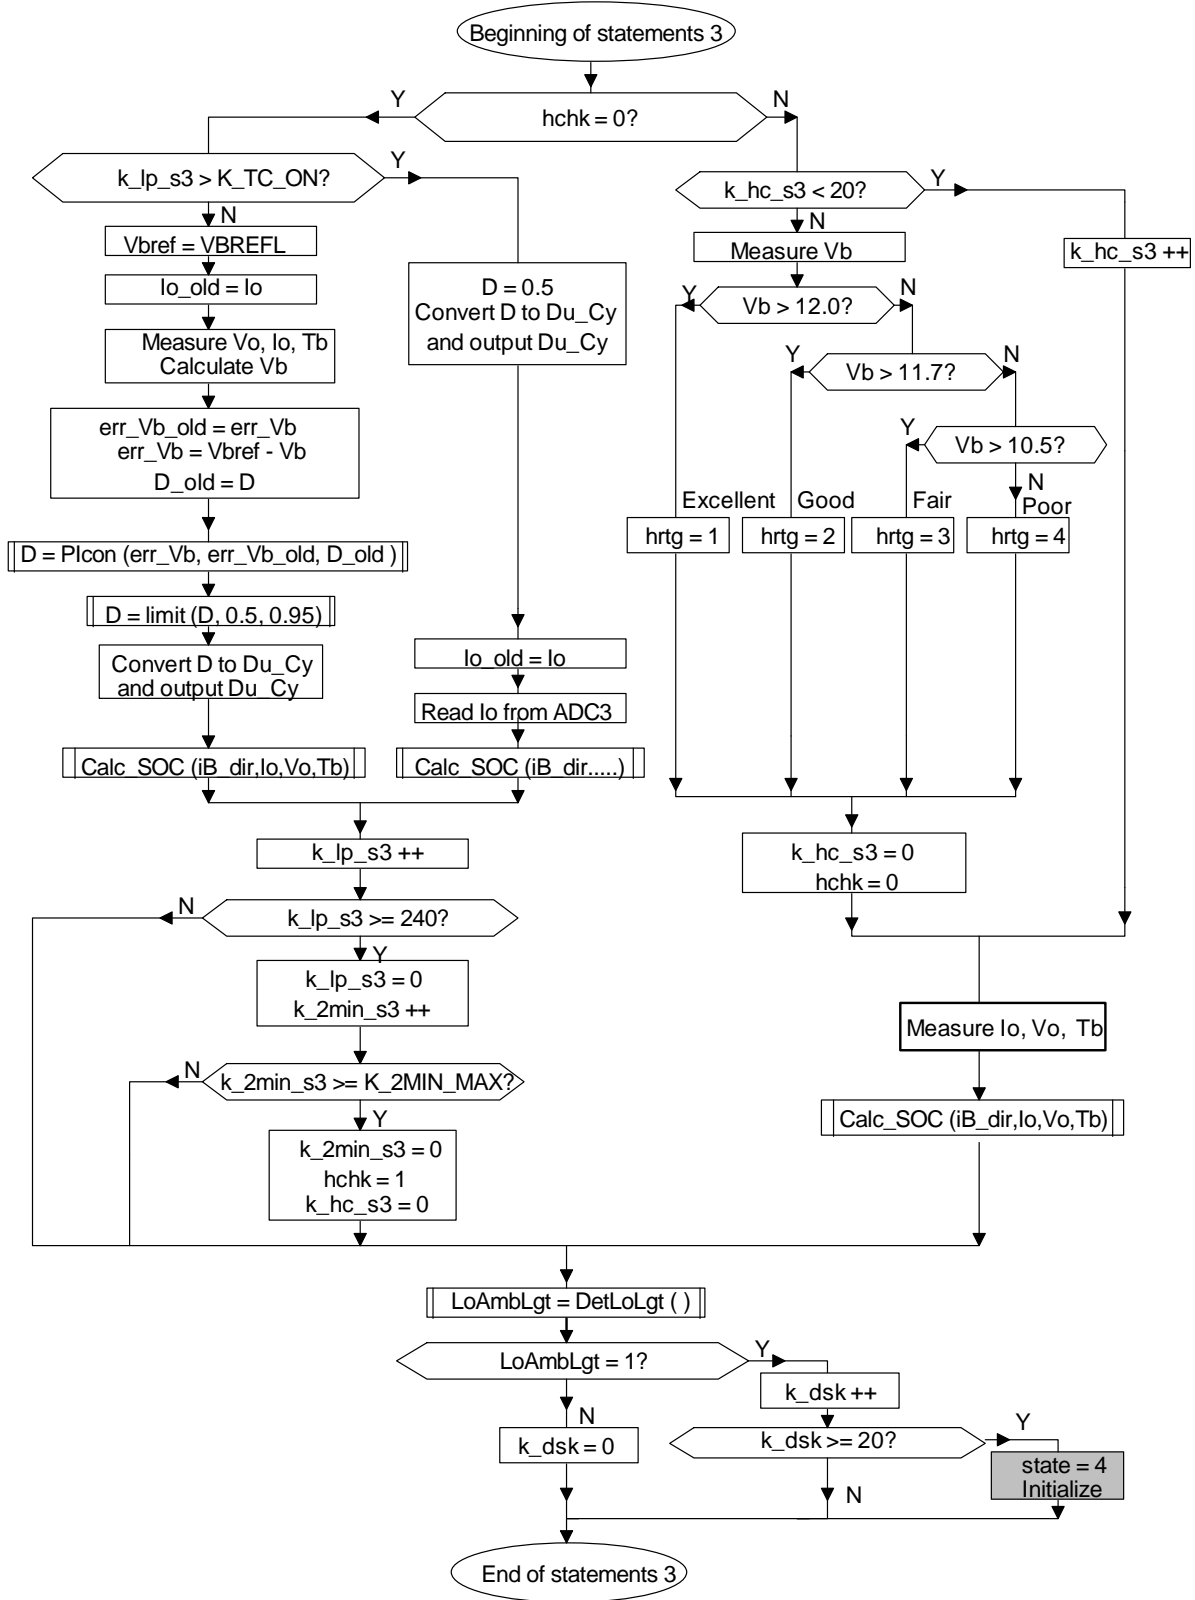 Beginning of statements 3
Y
N
hchk = 0?
k_lp_s3 > K_TC_ON?
Y
k_hc_s3 < 20?
Y
N
N
Vbref = VBREFL
Measure Vb
k_hc_s3 ++
Io_old = Io
D = 0.5
Convert D to Du_Cy
and output Du_Cy
Y
Vb > 12.0?
N
Measure Vo, Io, Tb
Calculate Vb
Y
Vb > 11.7?
N
err_Vb_old = err_Vb
err_Vb = Vbref - Vb
D_old = D
Y
Vb > 10.5?
N
Excellent
Good
Fair
Poor
hrtg = 1
hrtg = 2
hrtg = 3
hrtg = 4
D = PIcon (err_Vb, err_Vb_old, D_old )
D = limit (D, 0.5, 0.95)
Convert D to Du_Cy
and output Du_Cy
Io_old = Io
Read Io from ADC3
Calc_SOC (iB_dir,Io,Vo,Tb)
Calc_SOC (iB_dir.....)
k_lp_s3 ++
k_hc_s3 = 0
hchk = 0
N
k_lp_s3 >= 240?
Y
k_lp_s3 = 0
k_2min_s3 ++
Measure Io, Vo, Tb
N
k_2min_s3 >= K_2MIN_MAX?
Y
Calc_SOC (iB_dir,Io,Vo,Tb)
k_2min_s3 = 0
hchk = 1
k_hc_s3 = 0
LoAmbLgt = DetLoLgt ( )
LoAmbLgt = 1?
Y
k_dsk ++
N
k_dsk = 0
k_dsk >= 20?
Y
state = 4
Initialize
N
End of statements 3